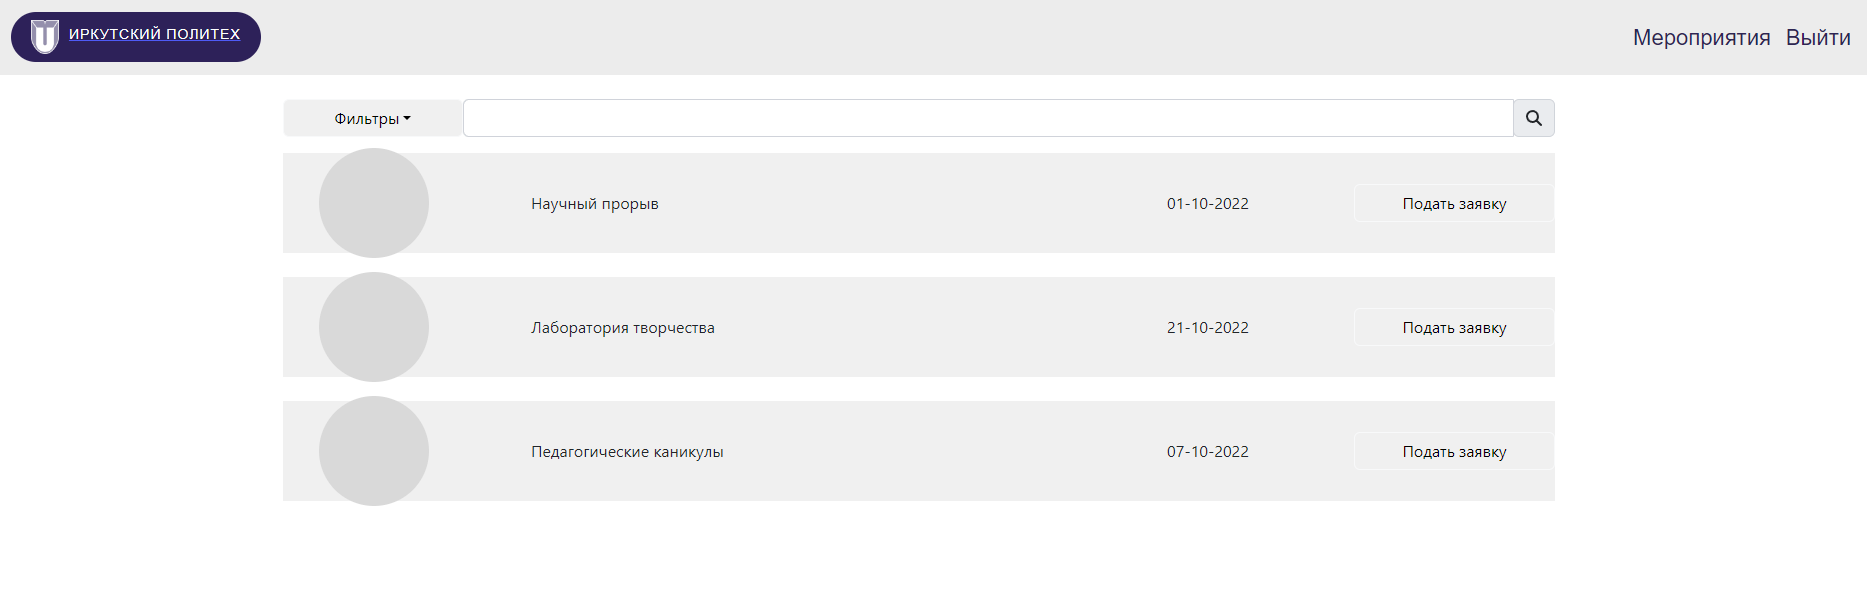 ИРКУТСКИЙ ПОЛИТЕХ
Мероприятия Выйти
Фильтры
Научный прорыв 01-10-2022 Подать заявку
Лаборатория творчества 21-10-2022 Подать заявку
Педагогические каникулы 07-10-2022 Подать заявку